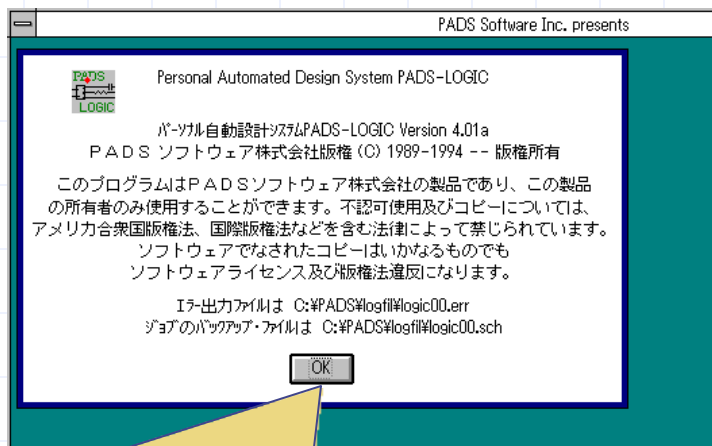 PADS Software Inc. presents
PADS
LOGIC
Personal Automated Design System PADS-LOGIC
ﾊﾟｰｿﾅﾙ自動設計ｼｽﾃﾑPADS-LOGIC Version 4.01a
ＰＡＤＳ ソフトウェア株式会社版権 (C) 1989-1994 -- 版権所有
このプログラムはＰＡＤＳソフトウェア株式会社の製品であり、この製品
の所有者のみ使用することができます。不認可使用及びコピーについては、
アメリカ合衆国版権法、国際版権法などを含む法律によって禁じられています。
ソフトウェアでなされたコピーはいかなるものでも
ソフトウェアライセンス及び版権法違反になります。
ｴﾗｰ出力ﾌｧｲﾙは C:¥PADS¥logfil¥logic00.err
ｼﾞｮﾌﾞのﾊﾞｯｸｱｯﾌﾟ・ﾌｧｲﾙは C:¥PADS¥logfil¥logic00.sch
OK